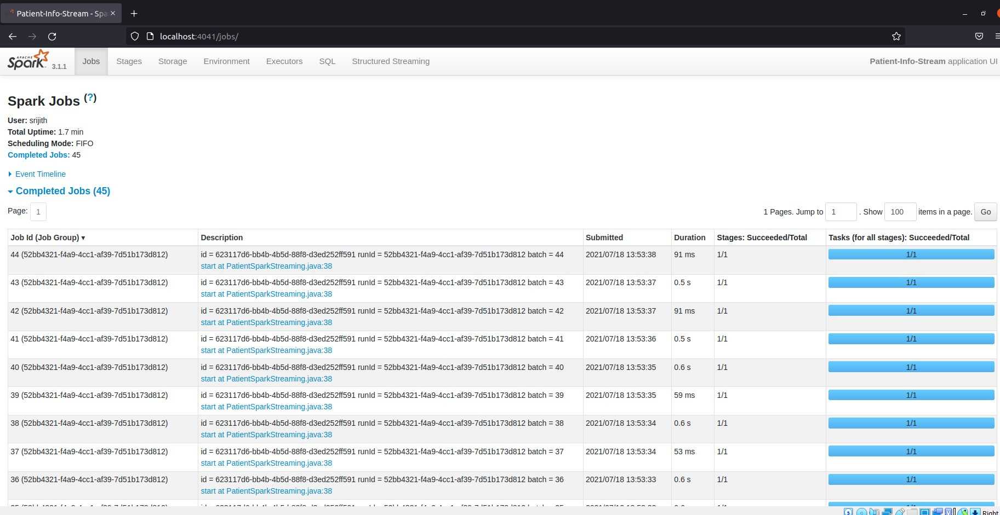 Patient-Info-Stream - Spa
localhost:4041/jobs/
APACHE Spark 3.1.1 Jobs Stages Storage Environment Executors SQL Structured Streaming Patient-Info-Stream application UI
Spark Jobs (?)
User: srijith
Total Uptime: 1.7 min
Scheduling Mode: FIFO
Completed Jobs: 45
Event Timeline
Completed Jobs (45)
Page: 1 1 Pages. Jump to 1 . Show 100 items in a page. Go
Job Id (Job Group) ▾ Description Submitted Duration Stages: Succeeded/Total Tasks (for all stages): Succeeded/Total
44 (52bb4321-f4a9-4cc1-af39-7d51b173d812) id = 623117d6-bb4b-4b5d-88f8-d3ed252ff591 runId = 52bb4321-f4a9-4cc1-af39-7d51b173d812 batch = 44 2021/07/18 13:53:38 91 ms 1/1 1/1
start at PatientSparkStreaming.java:38
43 (52bb4321-f4a9-4cc1-af39-7d51b173d812) id = 623117d6-bb4b-4b5d-88f8-d3ed252ff591 runId = 52bb4321-f4a9-4cc1-af39-7d51b173d812 batch = 43 2021/07/18 13:53:37 0.5 s 1/1 1/1
start at PatientSparkStreaming.java:38
42 (52bb4321-f4a9-4cc1-af39-7d51b173d812) id = 623117d6-bb4b-4b5d-88f8-d3ed252ff591 runId = 52bb4321-f4a9-4cc1-af39-7d51b173d812 batch = 42 2021/07/18 13:53:37 91 ms 1/1 1/1
start at PatientSparkStreaming.java:38
41 (52bb4321-f4a9-4cc1-af39-7d51b173d812) id = 623117d6-bb4b-4b5d-88f8-d3ed252ff591 runId = 52bb4321-f4a9-4cc1-af39-7d51b173d812 batch = 41 2021/07/18 13:53:36 0.5 s 1/1 1/1
start at PatientSparkStreaming.java:38
40 (52bb4321-f4a9-4cc1-af39-7d51b173d812) id = 623117d6-bb4b-4b5d-88f8-d3ed252ff591 runId = 52bb4321-f4a9-4cc1-af39-7d51b173d812 batch = 40 2021/07/18 13:53:35 0.6 s 1/1 1/1
start at PatientSparkStreaming.java:38
39 (52bb4321-f4a9-4cc1-af39-7d51b173d812) id = 623117d6-bb4b-4b5d-88f8-d3ed252ff591 runId = 52bb4321-f4a9-4cc1-af39-7d51b173d812 batch = 39 2021/07/18 13:53:35 59 ms 1/1 1/1
start at PatientSparkStreaming.java:38
38 (52bb4321-f4a9-4cc1-af39-7d51b173d812) id = 623117d6-bb4b-4b5d-88f8-d3ed252ff591 runId = 52bb4321-f4a9-4cc1-af39-7d51b173d812 batch = 38 2021/07/18 13:53:34 0.6 s 1/1 1/1
start at PatientSparkStreaming.java:38
37 (52bb4321-f4a9-4cc1-af39-7d51b173d812) id = 623117d6-bb4b-4b5d-88f8-d3ed252ff591 runId = 52bb4321-f4a9-4cc1-af39-7d51b173d812 batch = 37 2021/07/18 13:53:34 53 ms 1/1 1/1
start at PatientSparkStreaming.java:38
36 (52bb4321-f4a9-4cc1-af39-7d51b173d812) id = 623117d6-bb4b-4b5d-88f8-d3ed252ff591 runId = 52bb4321-f4a9-4cc1-af39-7d51b173d812 batch = 36 2021/07/18 13:53:33 0.6 s 1/1 1/1
start at PatientSparkStreaming.java:38
Right